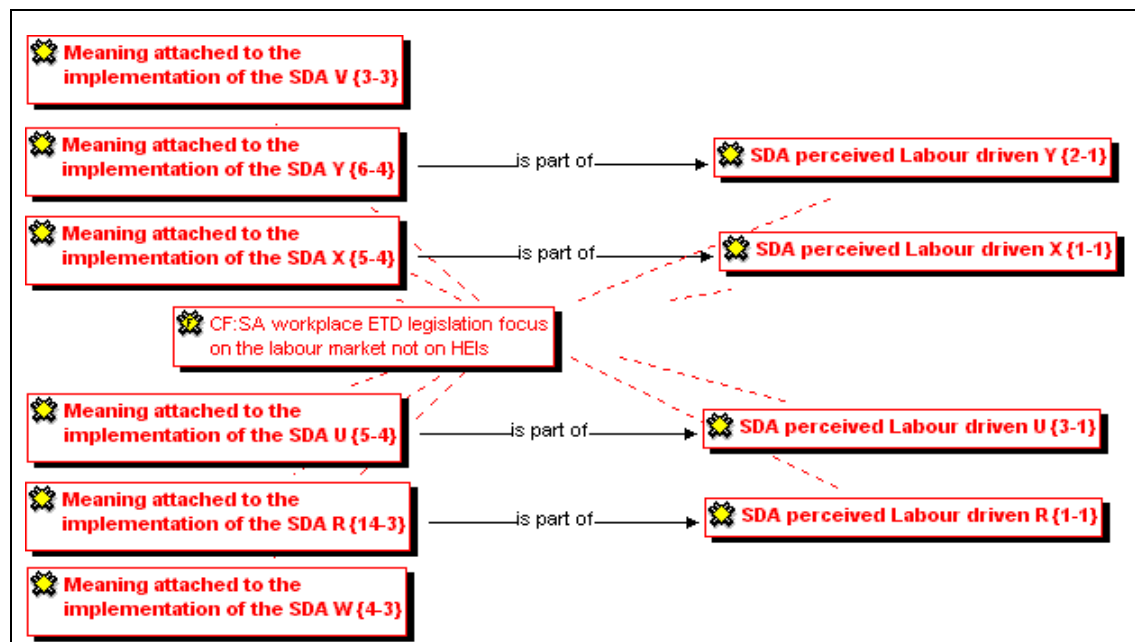 Meaning attached to the
implementation of the SDA V {3-3}
Meaning attached to the
implementation of the SDA Y {6-4}
is part of
SDA perceived Labour driven Y {2-1}
Meaning attached to the
implementation of the SDA X {5-4}
is part of
SDA perceived Labour driven X {1-1}
F
CF:SA workplace ETD legislation focus
on the labour market not on HEIs
Meaning attached to the
implementation of the SDA U {5-4}
is part of
SDA perceived Labour driven U {3-1}
Meaning attached to the
implementation of the SDA R {14-3}
is part of
SDA perceived Labour driven R {1-1}
Meaning attached to the
implementation of the SDA W {4-3}